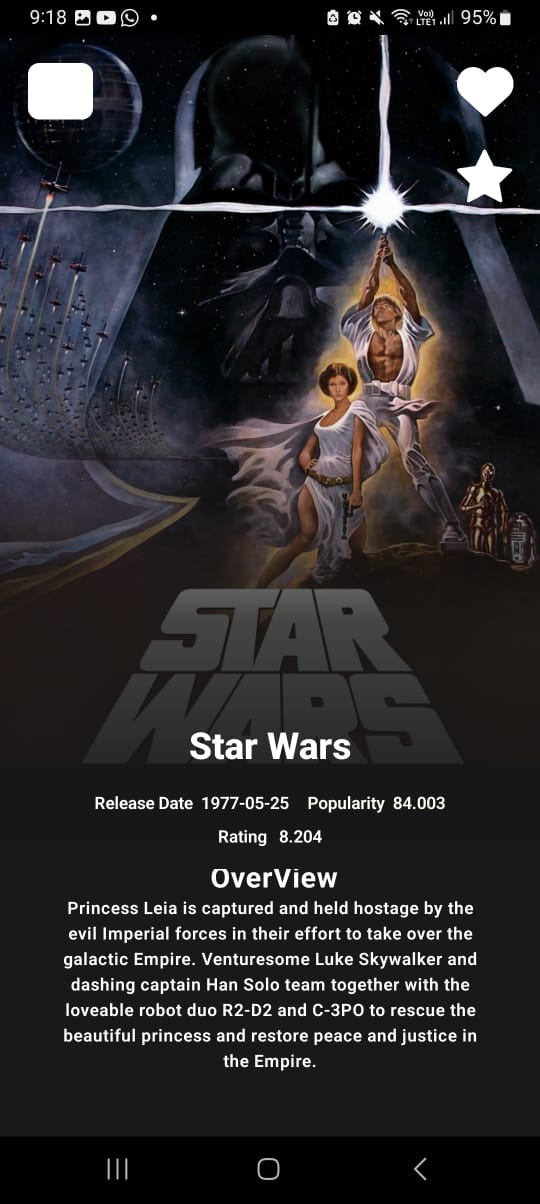 9:18
Vo))
LTE1
95%
STAR
WARS
Star Wars
Release Date 1977-05-25 Popularity 84.003
Rating 8.204
OverView
Princess Leia is captured and held hostage by the
evil Imperial forces in their effort to take over the
galactic Empire. Venturesome Luke Skywalker and
dashing captain Han Solo team together with the
loveable robot duo R2-D2 and C-3PO to rescue the
beautiful princess and restore peace and justice in
the Empire.